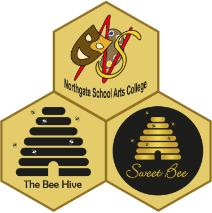 Northgate School Arts College
The Bee Hive
Sweet Bee